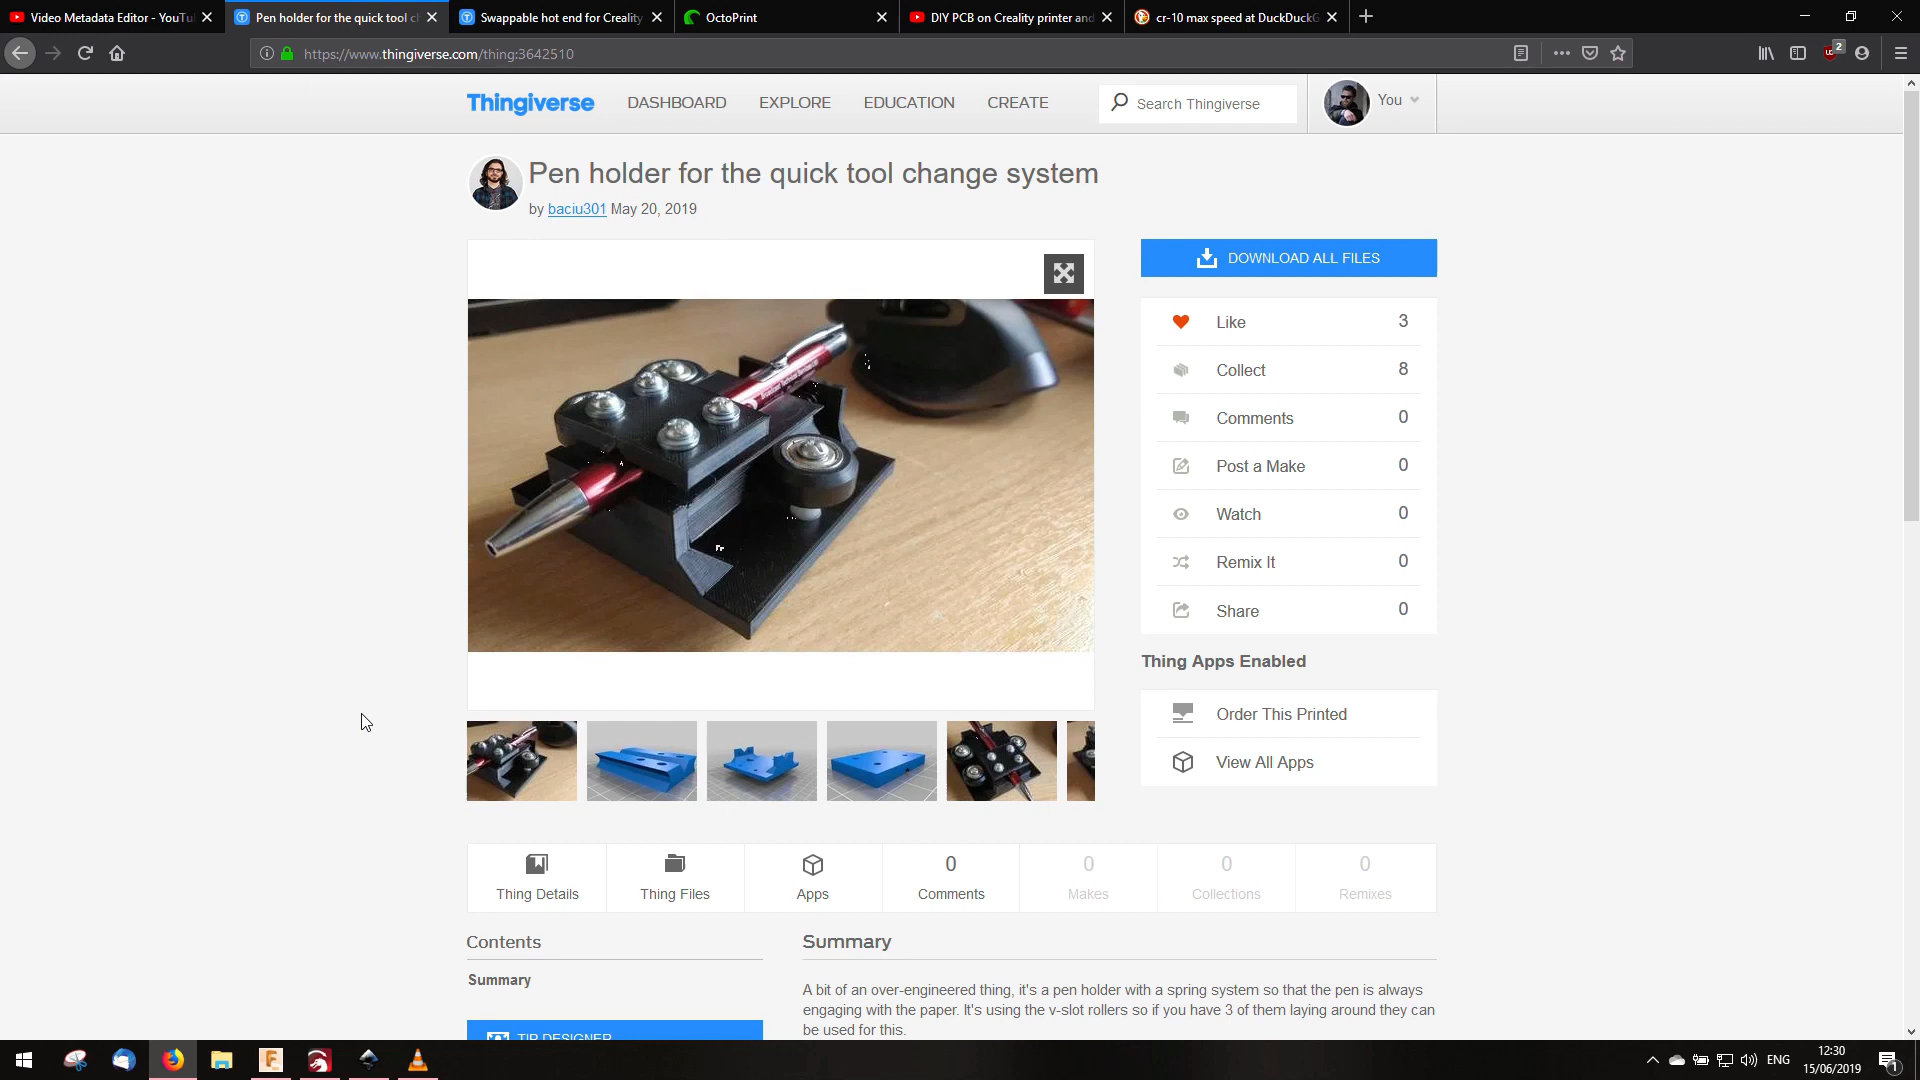 Video Metadata Editor - YouTu
Pen holder for the quick tool c
Swappable hot end for Creality
OctoPrint
DIY PCB on Creality printer and
cr-10 max speed at DuckDuckG
https://www.thingiverse.com/thing:3642510
2
Thingiverse
DASHBOARD
EXPLORE
EDUCATION
CREATE
Search Thingiverse
You
Pen holder for the quick tool change system
by baciu301 May 20, 2019
DOWNLOAD ALL FILES
Like 3
Collect 8
Comments 0
Post a Make 0
Watch 0
Remix It 0
Share 0
Thing Apps Enabled
Order This Printed
View All Apps
Thing Details
Thing Files
Apps
0
Comments
0
Makes
0
Collections
0
Remixes
Contents
Summary
Summary
A bit of an over-engineered thing, it's a pen holder with a spring system so that the pen is always
engaging with the paper. It's using the v-slot rollers so if you have 3 of them laying around they can
be used for this.
TIP DESIGNER
ENG
12:30
15/06/2019
1